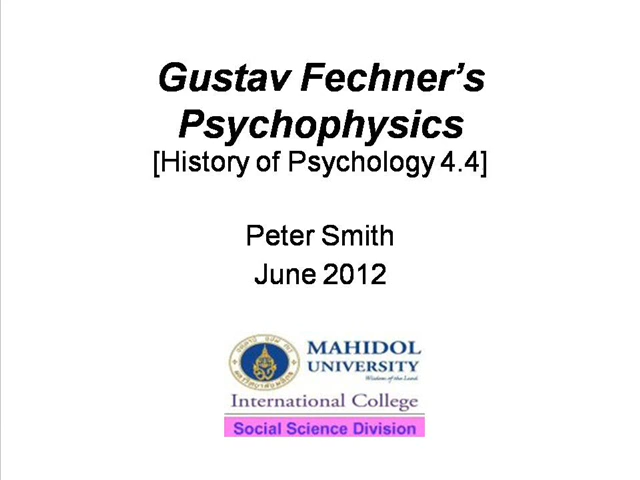 Gustav Fechner's
Psychophysics
[History of Psychology 4.4]
Peter Smith
June 2012
MAHIDOL
UNIVERSITY
Wisdom of the Land
International College
Social Science Division